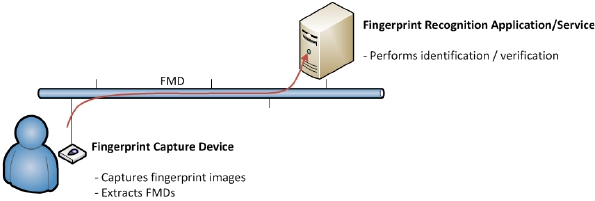 Fingerprint Recognition Application/Service
- Performs identification / verification
FMD
Fingerprint Capture Device
- Captures fingerprint images
- Extracts FMDs